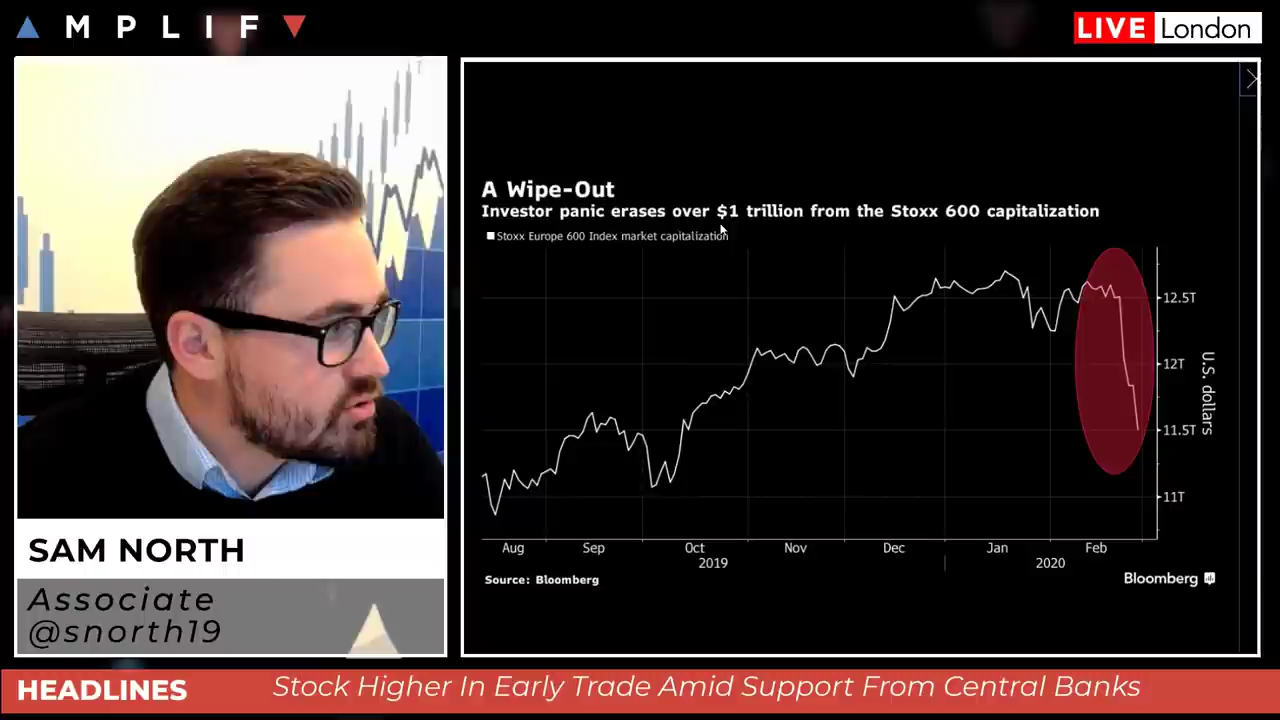 AMPLIFY
LIVE London
A Wipe-Out
Investor panic erases over $1 trillion from the Stoxx 600 capitalization
Stoxx Europe 600 Index market capitalization
12.5T
12T
11.5T
11T
U.S. dollars
Aug Sep Oct Nov Dec Jan Feb
2019 2020
Source: Bloomberg
Bloomberg
SAM NORTH
Associate
@snorth19
HEADLINES Stock Higher In Early Trade Amid Support From Central Banks